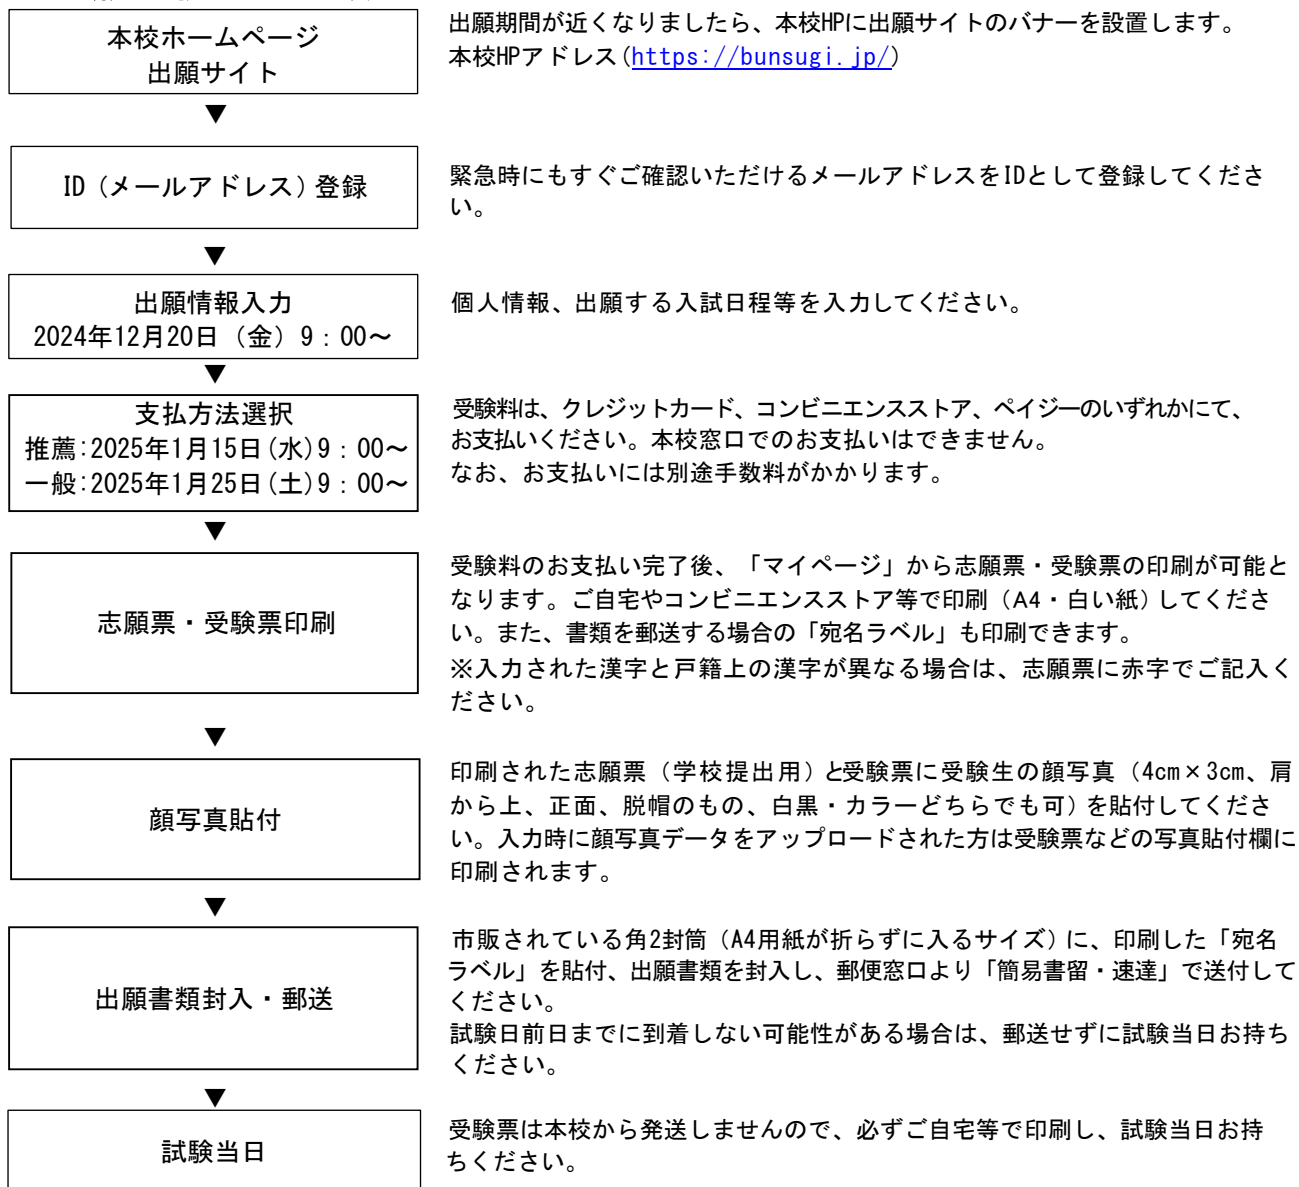 本校ホームページ
出願サイト
出願期間が近くなりましたら、本校HPに出願サイトのバナーを設置します。
本校HPアドレス(https://bunsugi.jp/)
▼
ID（メールアドレス）登録
緊急時にもすぐご確認いただけるメールアドレスをIDとして登録してくださ
い。
▼
出願情報入力
2024年12月20日（金）9：00～
個人情報、出願する入試日程等を入力してください。
▼
支払方法選択
推薦:2025年1月15日(水)9：00～
一般:2025年1月25日(土)9：00～
受験料は、クレジットカード、コンビニエンスストア、ペイジーのいずれかにて、
お支払いください。本校窓口でのお支払いはできません。
なお、お支払いには別途手数料がかかります。
▼
志願票・受験票印刷
受験料のお支払い完了後、「マイページ」から志願票・受験票の印刷が可能と
なります。ご自宅やコンビニエンスストア等で印刷（A4・白い紙）してくださ
い。また、書類を郵送する場合の「宛名ラベル」も印刷できます。
※入力された漢字と戸籍上の漢字が異なる場合は、志願票に赤字でご記入く
ださい。
▼
顔写真貼付
印刷された志願票（学校提出用）と受験票に受験生の顔写真（4cm×3cm、肩
から上、正面、脱帽のもの、白黒・カラーどちらでも可）を貼付してくださ
い。入力時に顔写真データをアップロードされた方は受験票などの写真貼付欄に
印刷されます。
▼
出願書類封入・郵送
市販されている角2封筒（A4用紙が折らずに入るサイズ）に、印刷した「宛名
ラベル」を貼付、出願書類を封入し、郵便窓口より「簡易書留・速達」で送付して
ください。
試験日前日までに到着しない可能性がある場合は、郵送せずに試験当日お持ち
ください。
▼
試験当日
受験票は本校から発送しませんので、必ずご自宅等で印刷し、試験当日お持
ちください。